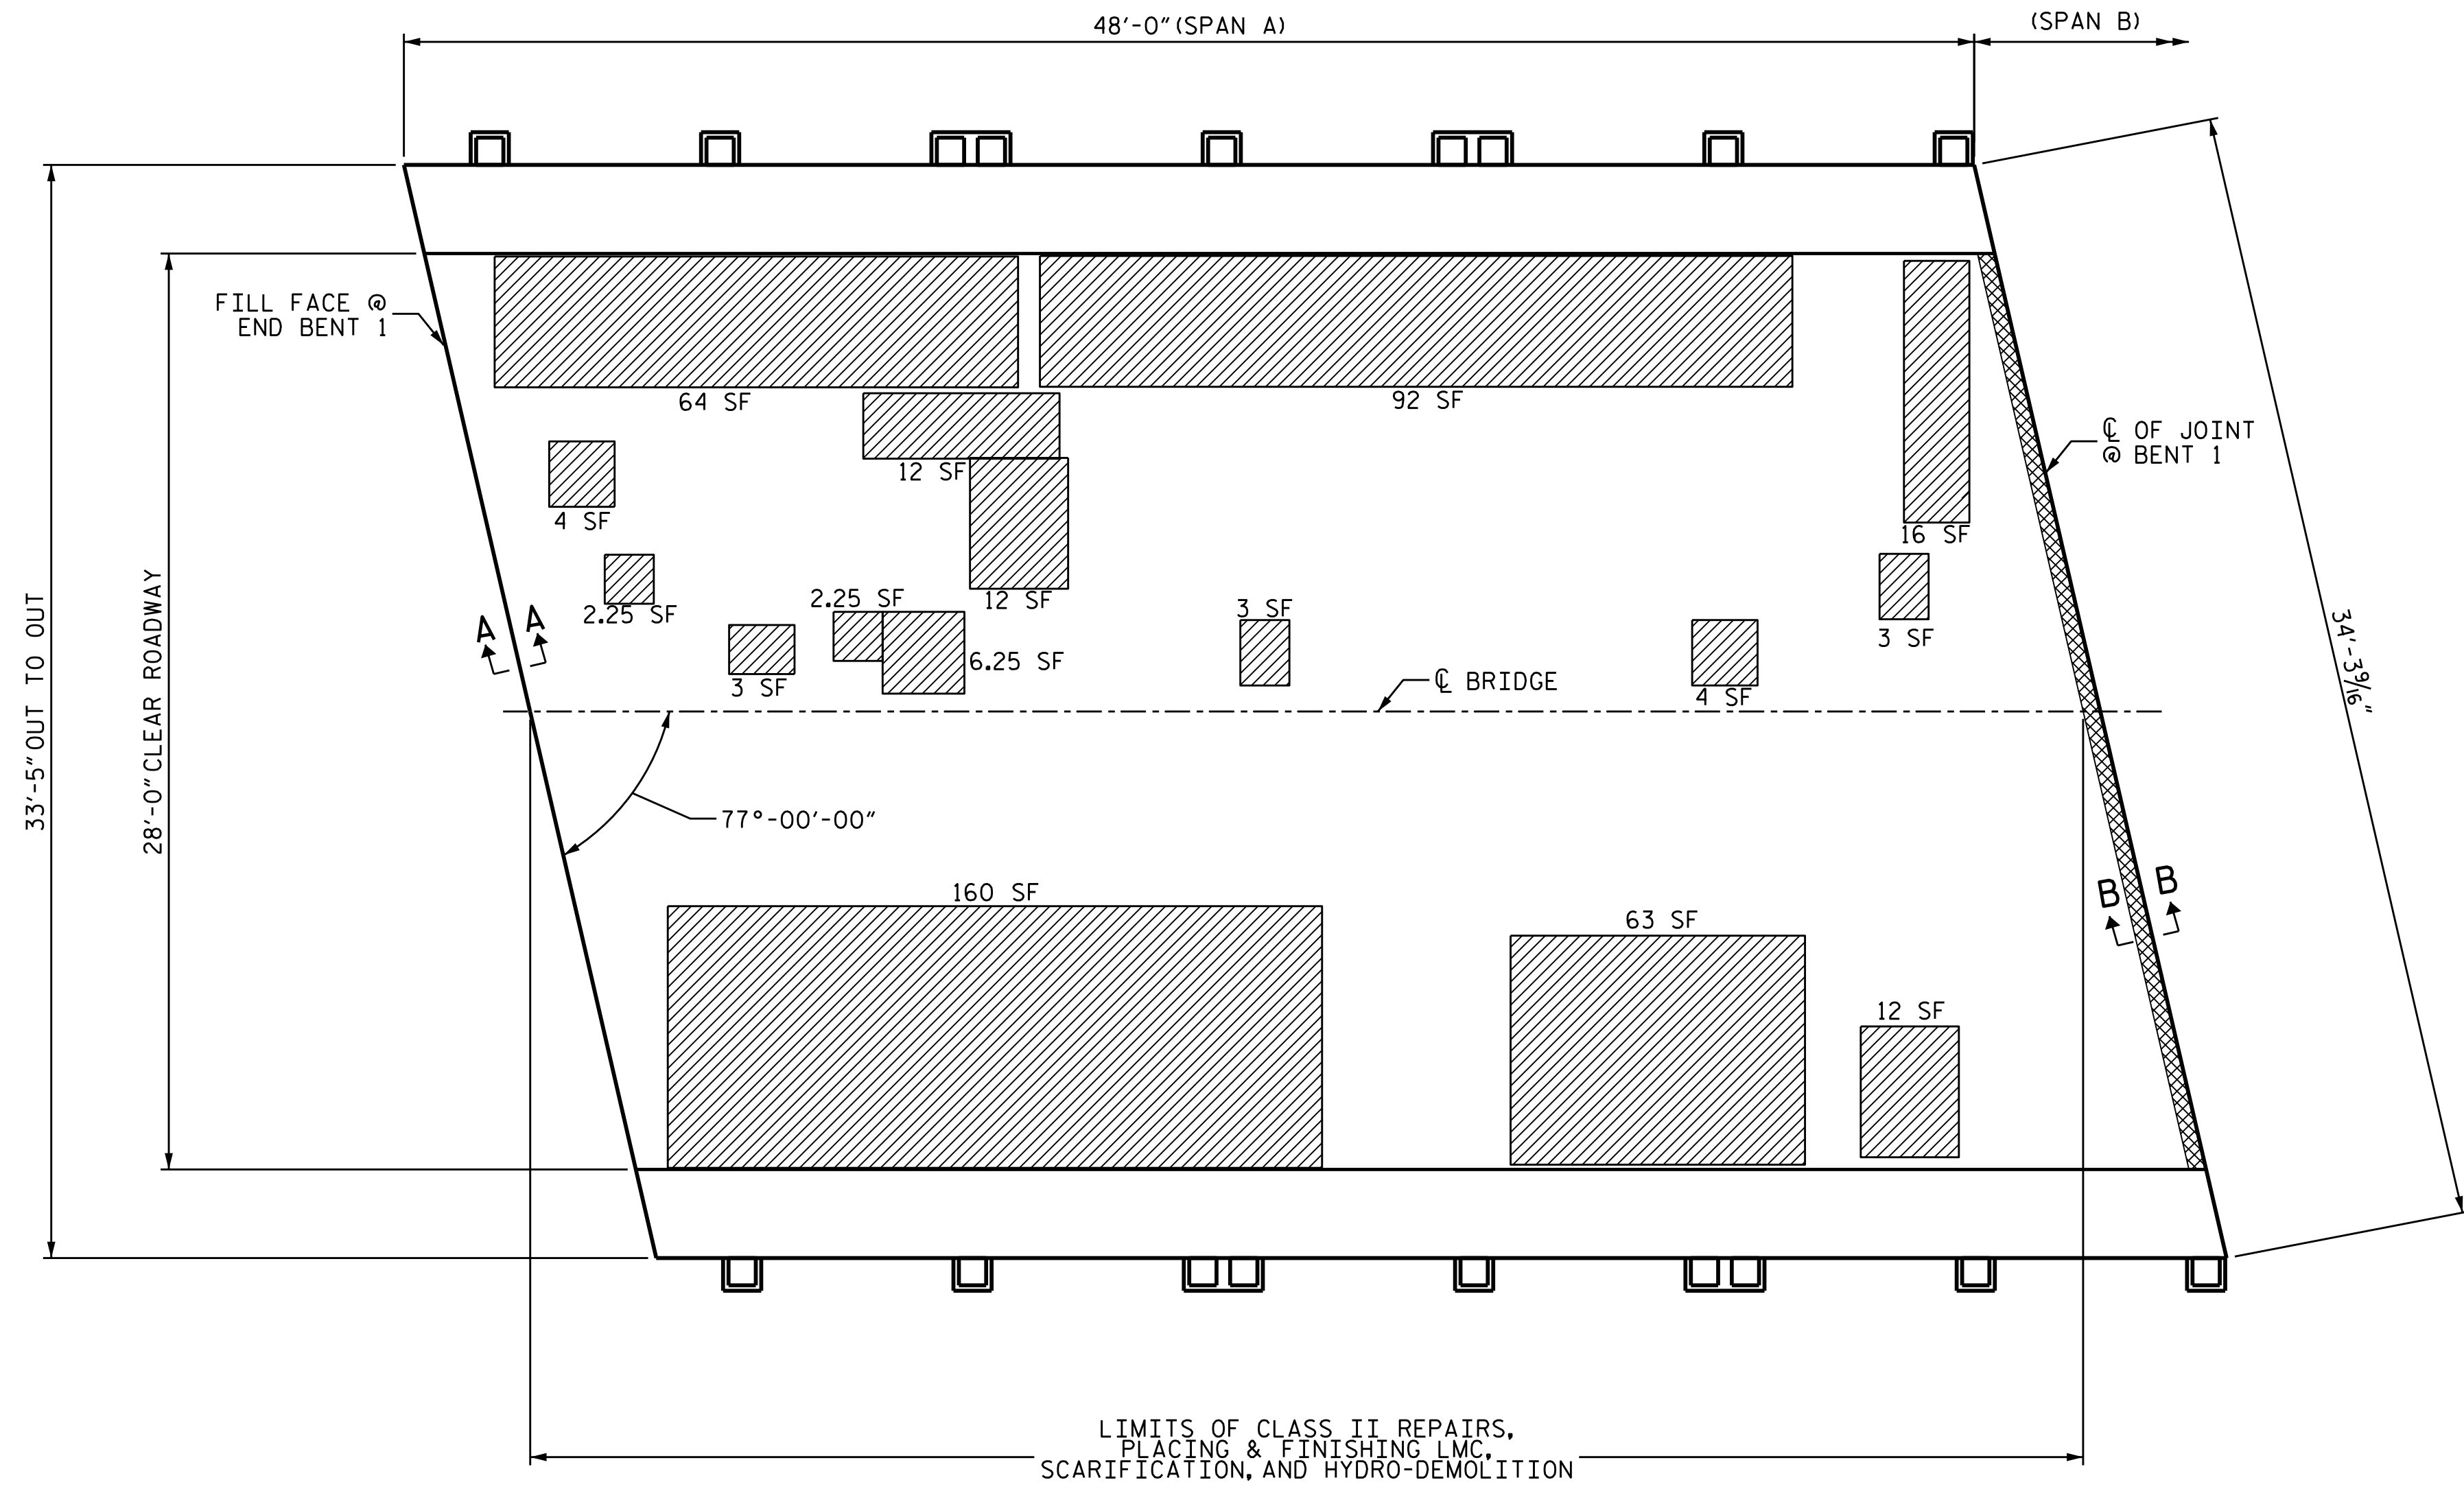 48'-0" (SPAN A)
(SPAN B)
FILL FACE @
END BENT 1
64 SF
92 SF
12 SF
16 SF
℄ OF JOINT
@ BENT 1
4 SF
2.25 SF
12 SF
2.25 SF
3 SF
3 SF
6.25 SF
3 SF
4 SF
A A
℄ BRIDGE
33'-5" OUT TO OUT
28'-0" CLEAR ROADWAY
34'-3 9/16"
77°-00'-00"
160 SF
63 SF
12 SF
B B
LIMITS OF CLASS II REPAIRS,
PLACING & FINISHING LMC,
SCARIFICATION, AND HYDRO-DEMOLITION